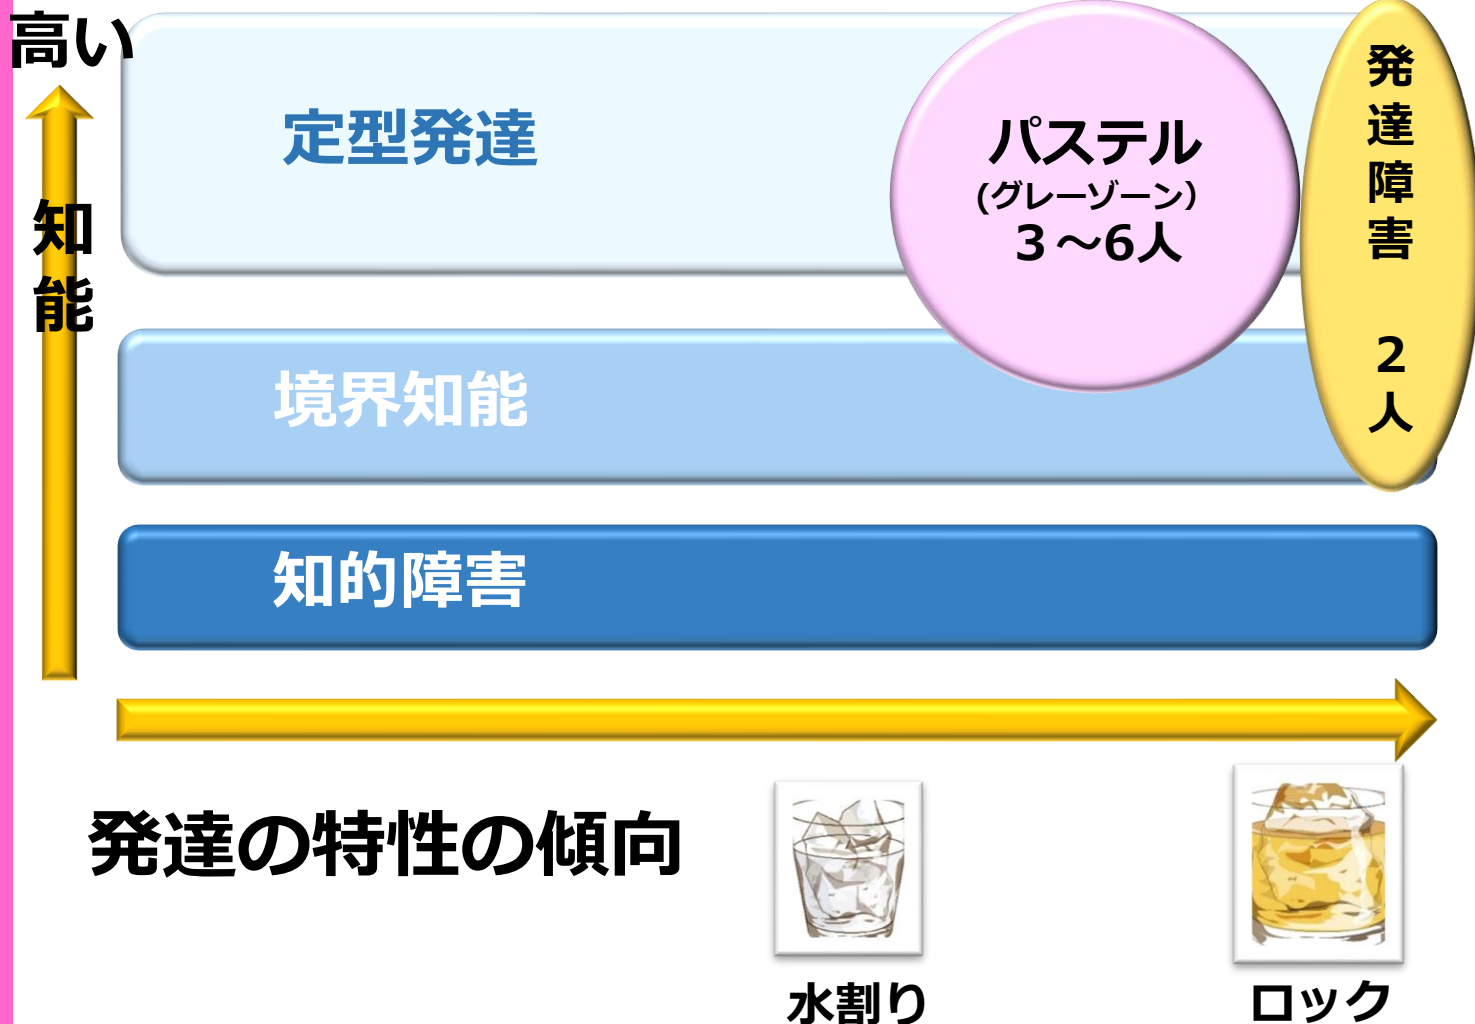 高い
知能
定型発達
パステル
(グレーゾーン）
３～6人
発達障害 2人
境界知能
知的障害
発達の特性の傾向
水割り
ロック